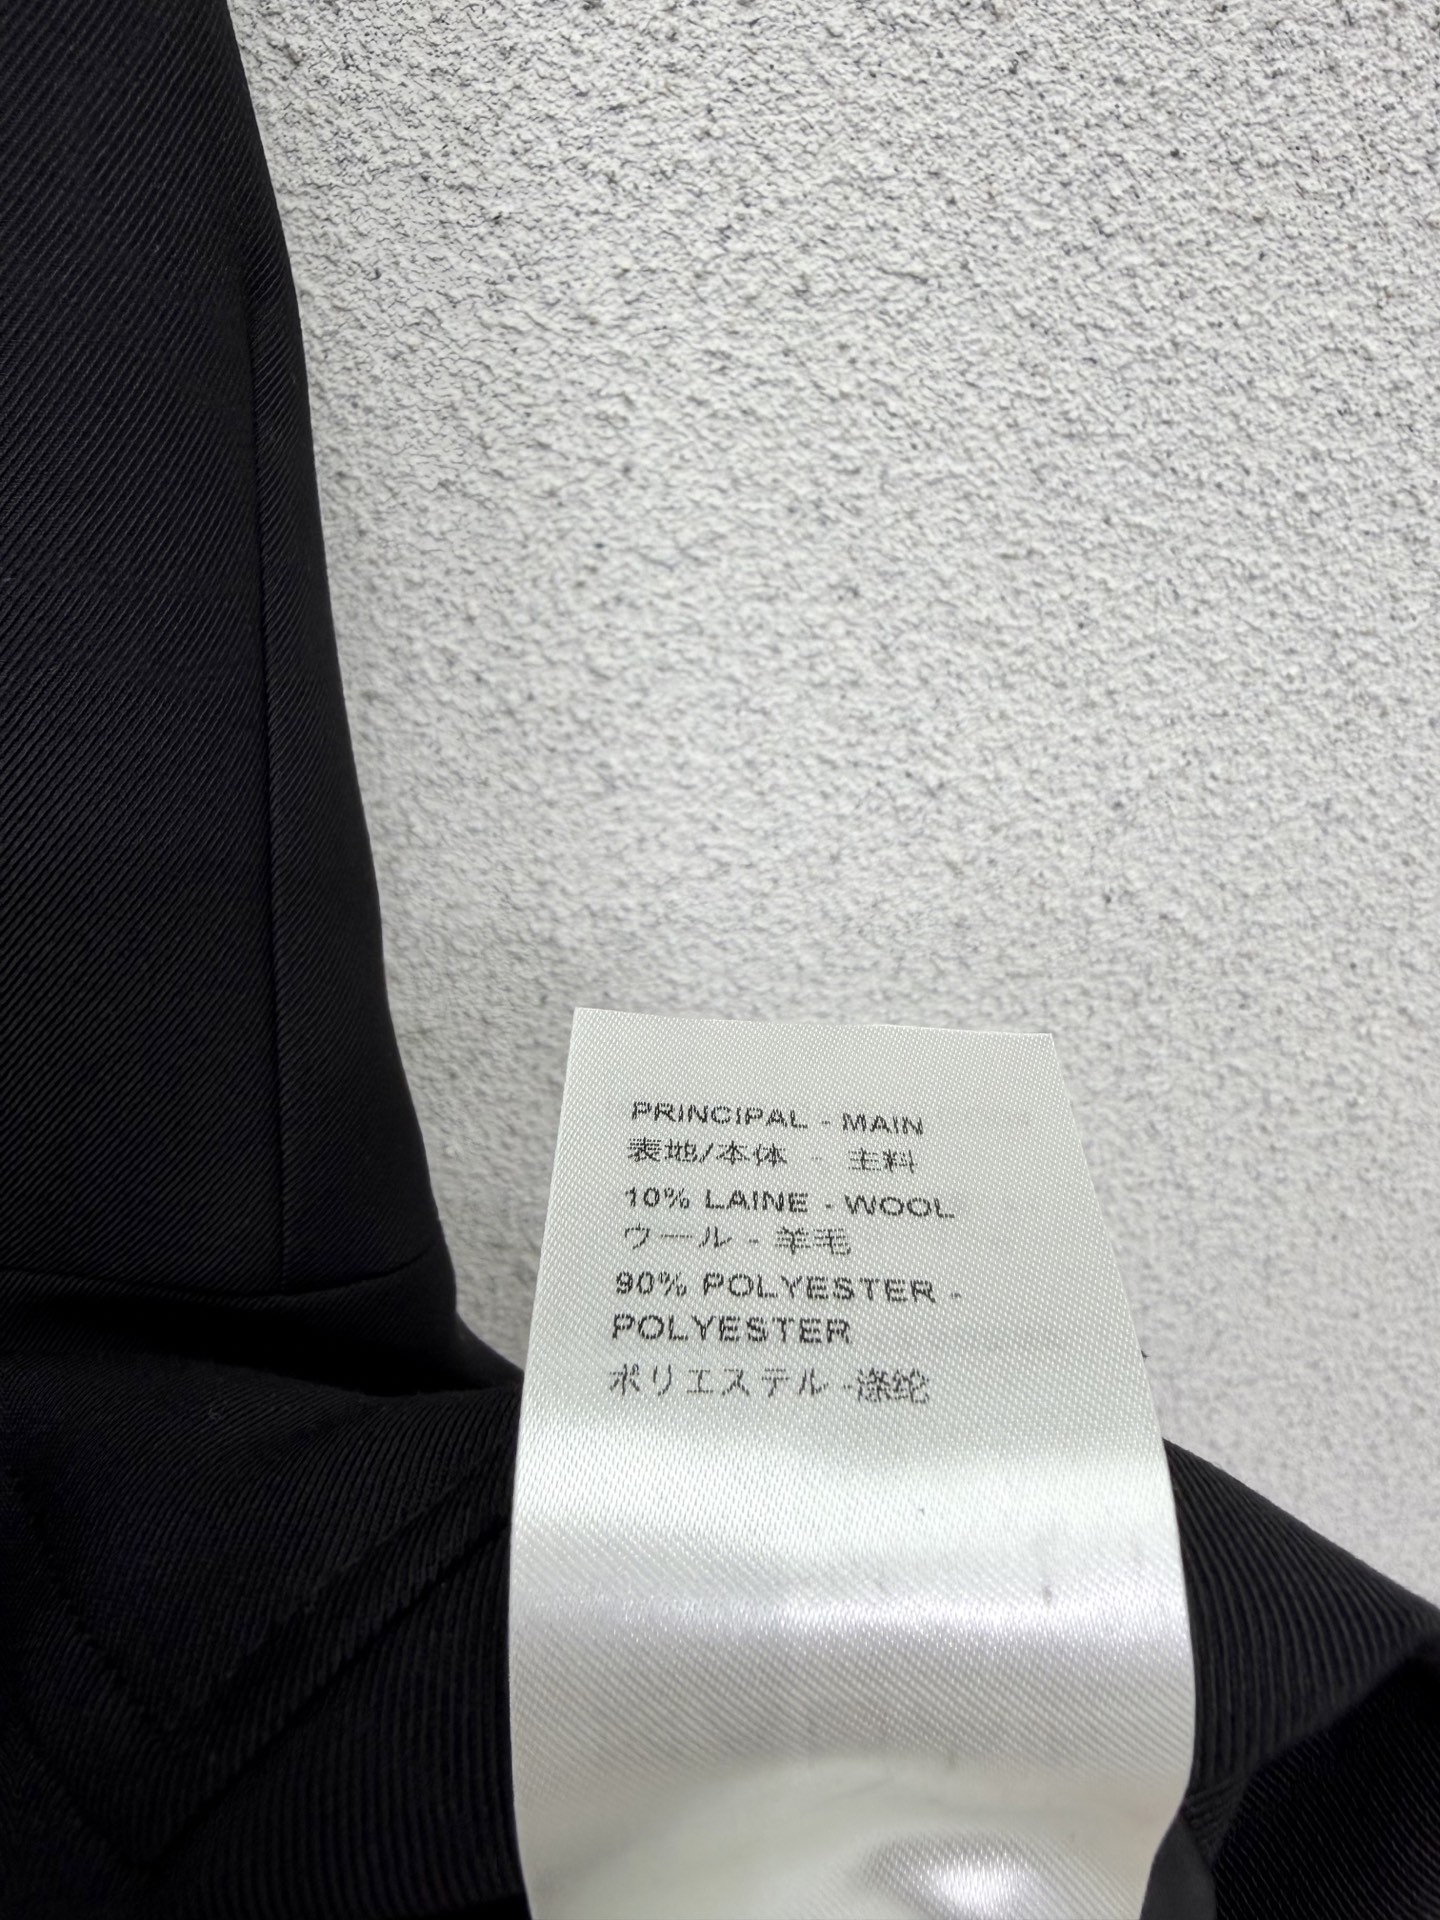 PRINCIPAL - MAIN
表地/本体 - 主料
10% LAINE - WOOL
ウール - 羊毛
90% POLYESTER -
POLYESTER
ポリエステル -涤纶